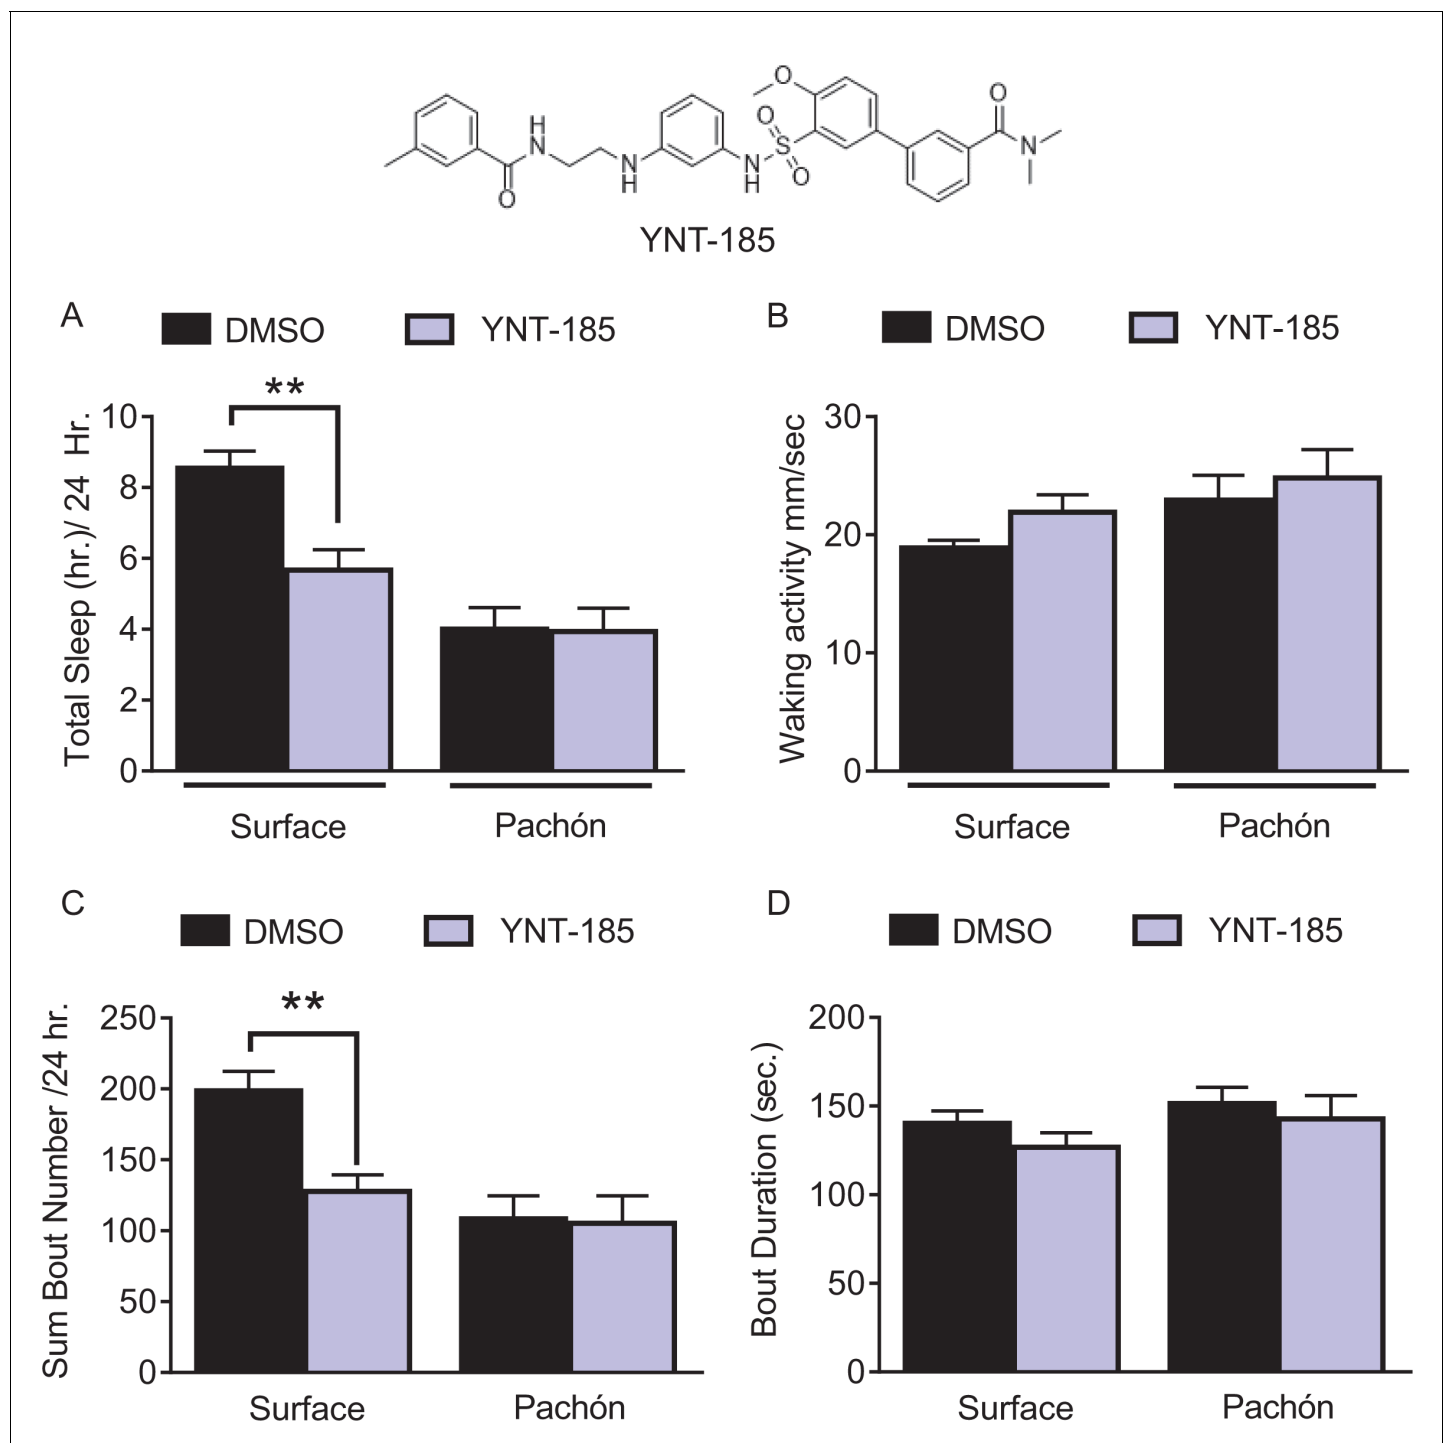 O
O
O
S
O
N
H
N
H
N
H
O
O
N
YNT-185
A
DMSO YNT-185
**
Total Sleep (hr.)/ 24 Hr.
10
8
6
4
2
0
Surface Pachón
B
DMSO YNT-185
Waking activity mm/sec
30
20
10
0
Surface Pachón
C
DMSO YNT-185
**
Sum Bout Number /24 hr.
250
200
150
100
50
0
Surface Pachón
D
DMSO YNT-185
Bout Duration (sec.)
200
150
100
50
0
Surface Pachón